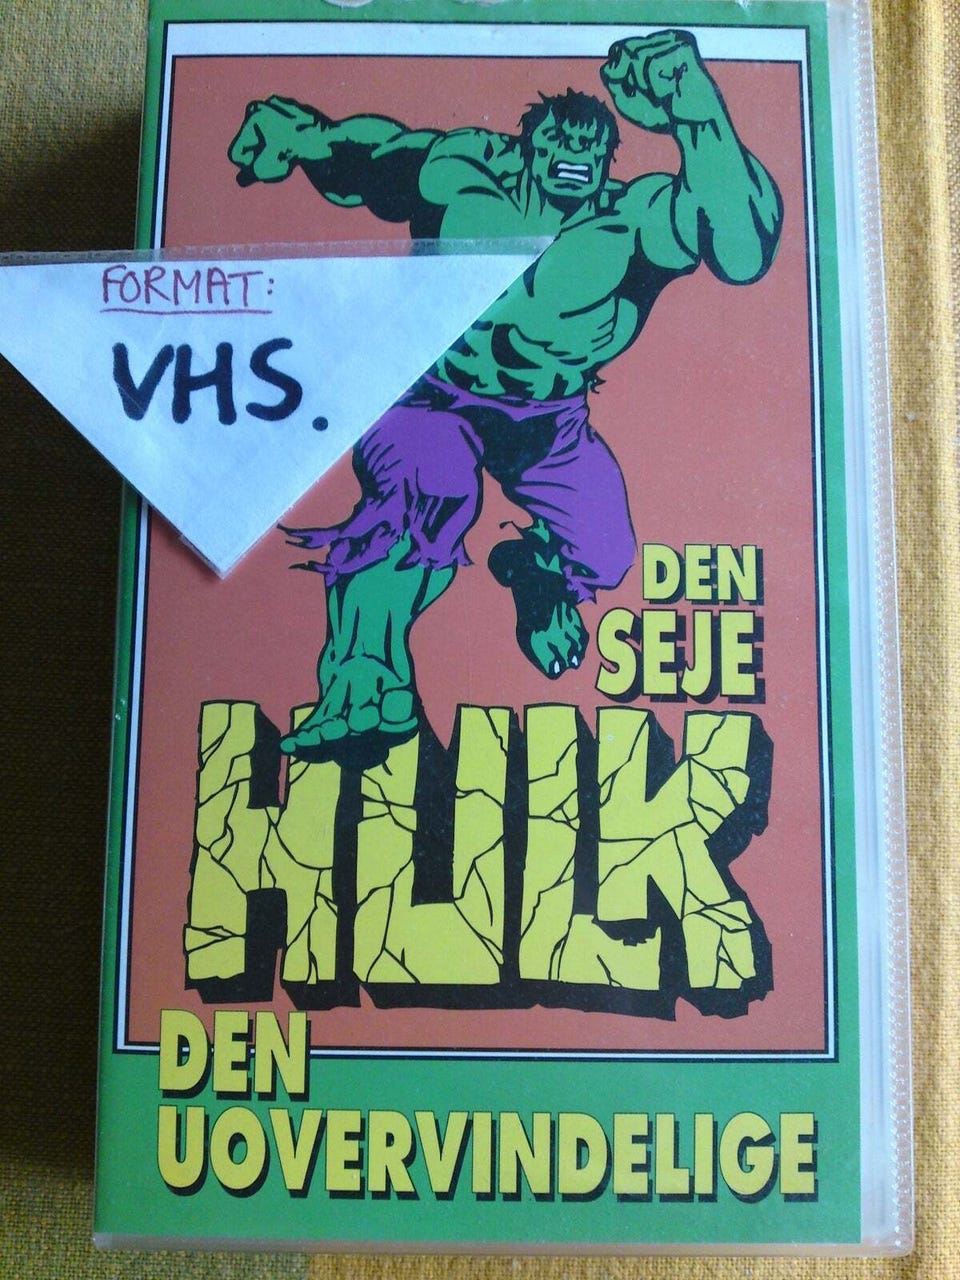 FORMAT:
VHS.
DEN
SEJE
HULK
DEN
UOVERVINDELIGE